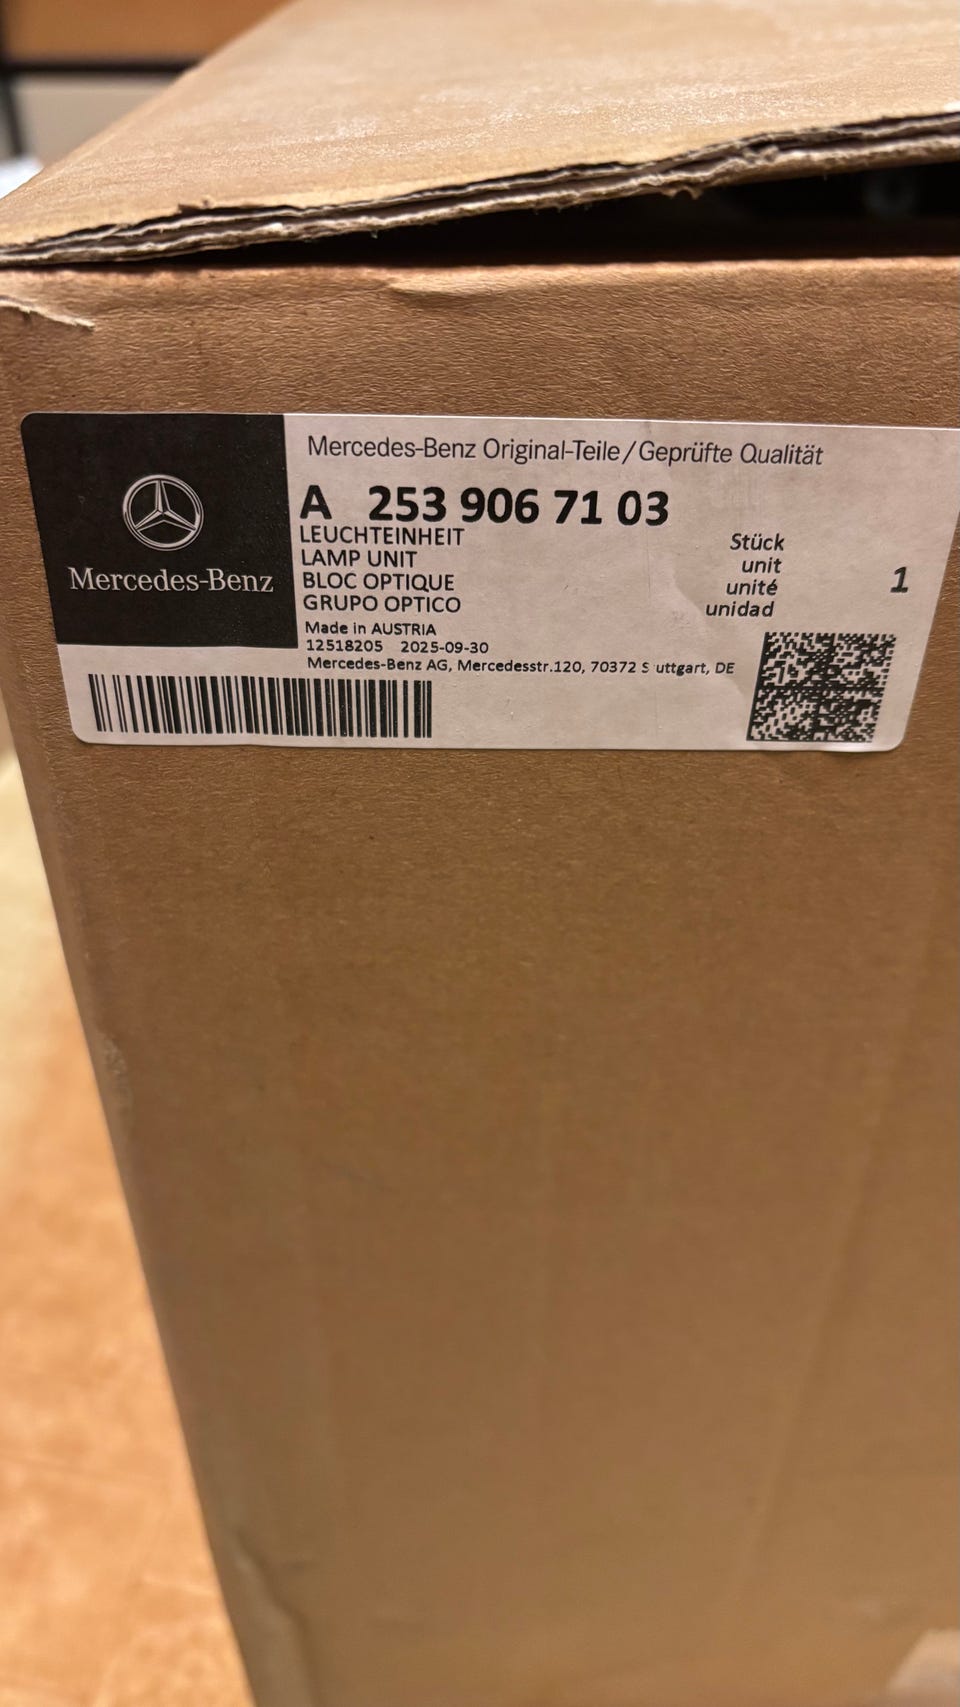 Mercedes-Benz Original-Teile/Geprüfte Qualität
A 253 906 71 03
LEUCHTEINHEIT
LAMP UNIT
BLOC OPTIQUE
GRUPO OPTICO
Stück
unit
unité
unidad
1
Mercedes-Benz
Made in AUSTRIA
12518205 2025-09-30
Mercedes-Benz AG, Mercedesstr.120, 70372 S uttgart, DE